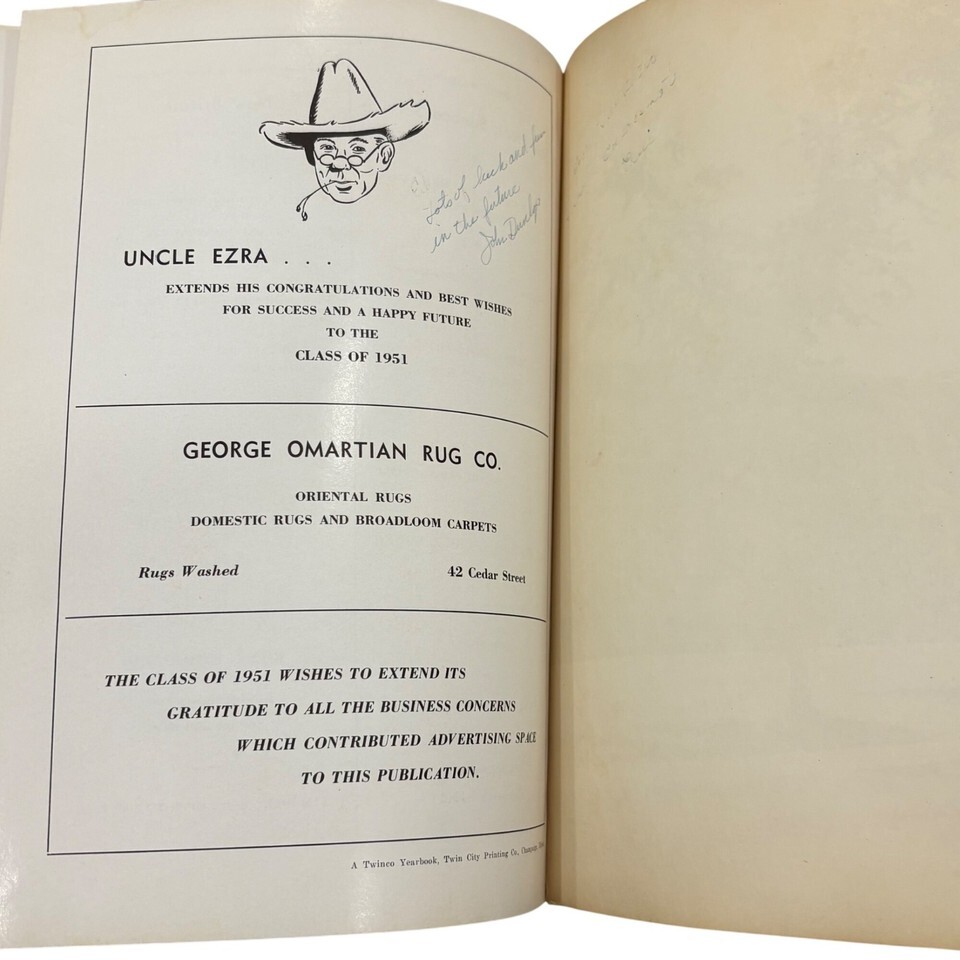 Lots of luck and fun
in the future
John Dunlop
UNCLE EZRA . . .
EXTENDS HIS CONGRATULATIONS AND BEST WISHES
FOR SUCCESS AND A HAPPY FUTURE
TO THE
CLASS OF 1951
GEORGE OMARTIAN RUG CO.
ORIENTAL RUGS
DOMESTIC RUGS AND BROADLOOM CARPETS
Rugs Washed
42 Cedar Street
THE CLASS OF 1951 WISHES TO EXTEND ITS
GRATITUDE TO ALL THE BUSINESS CONCERNS
WHICH CONTRIBUTED ADVERTISING SPACE
TO THIS PUBLICATION.
A Twinco Yearbook, Twin City Printing Co.,